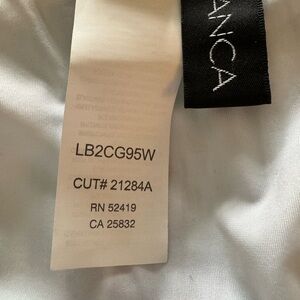 ANCA
LB2CG95W
CUT# 21284A
RN 52419
CA 25832